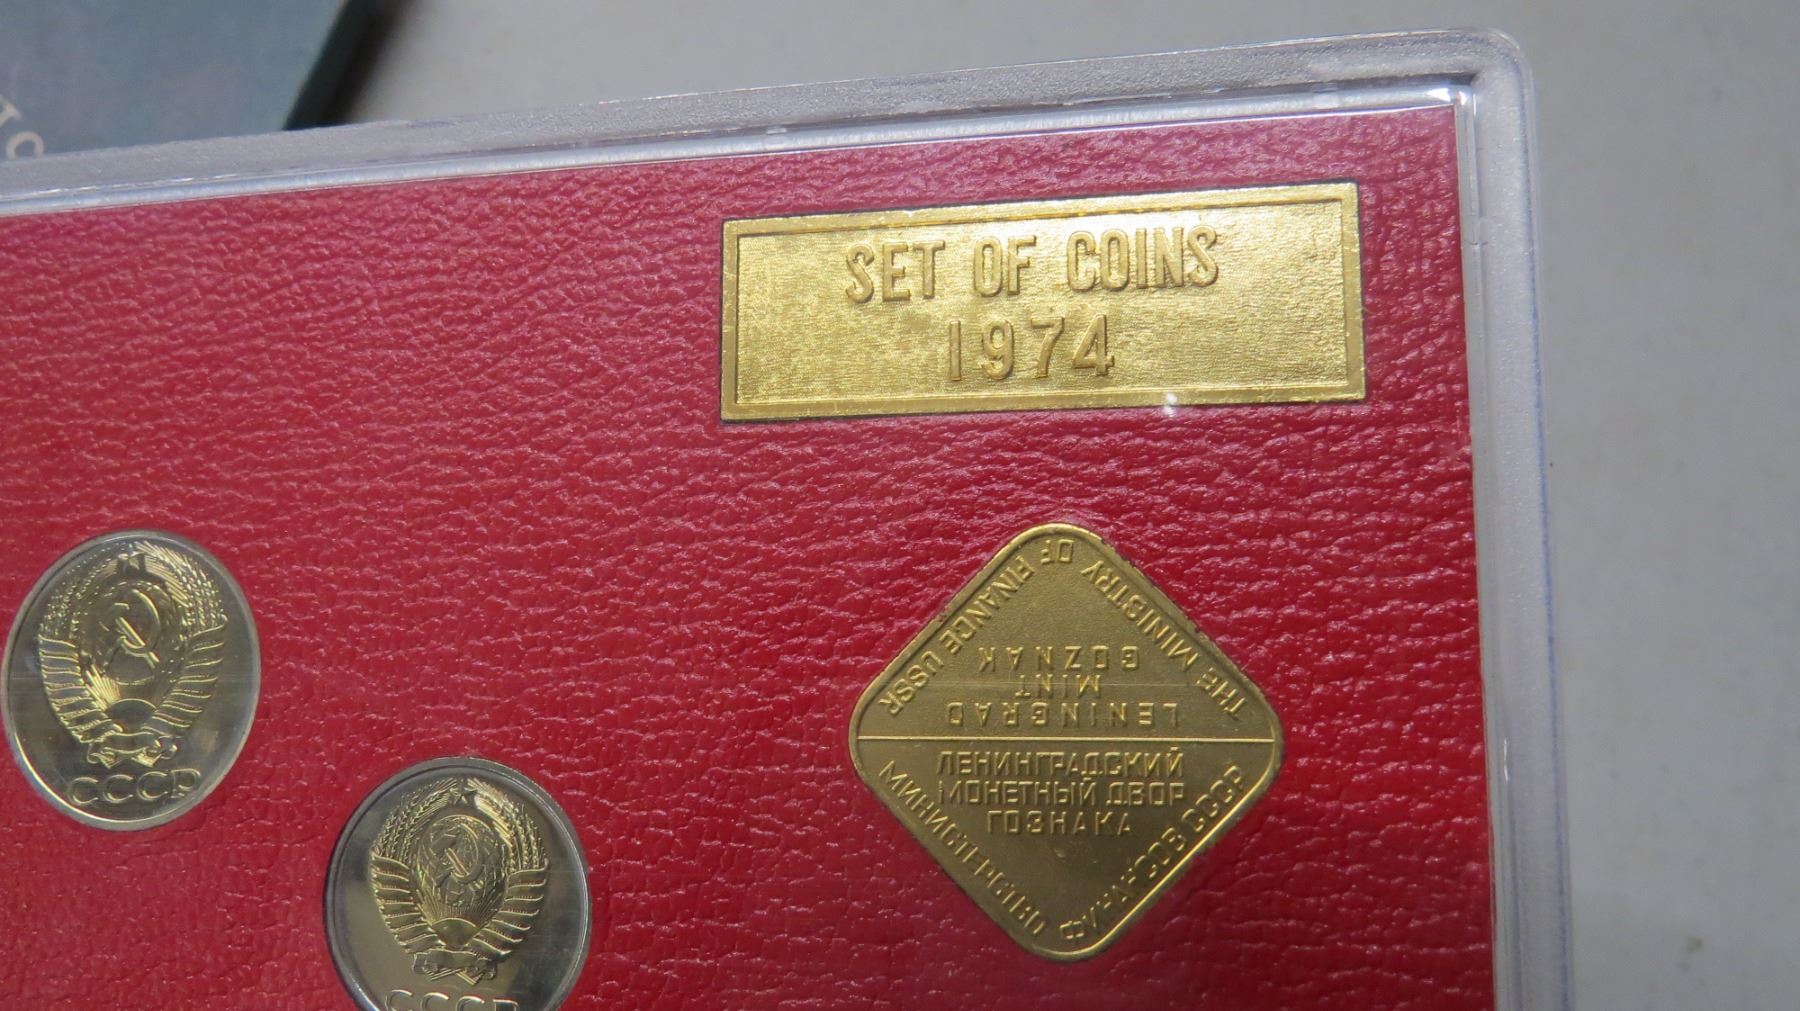 SET OF COINS
1974
THE MINISTRY OF FINANCE USSR
LENINGRAD
MINT
GOZNAK
ЛЕНИНГРАДСКИЙ
МОНЕТНЫЙ ДВОР
ГОЗНАКА
МИНИСТЕРСТВО ФИНАНСОВ СССР
СССР
СССР